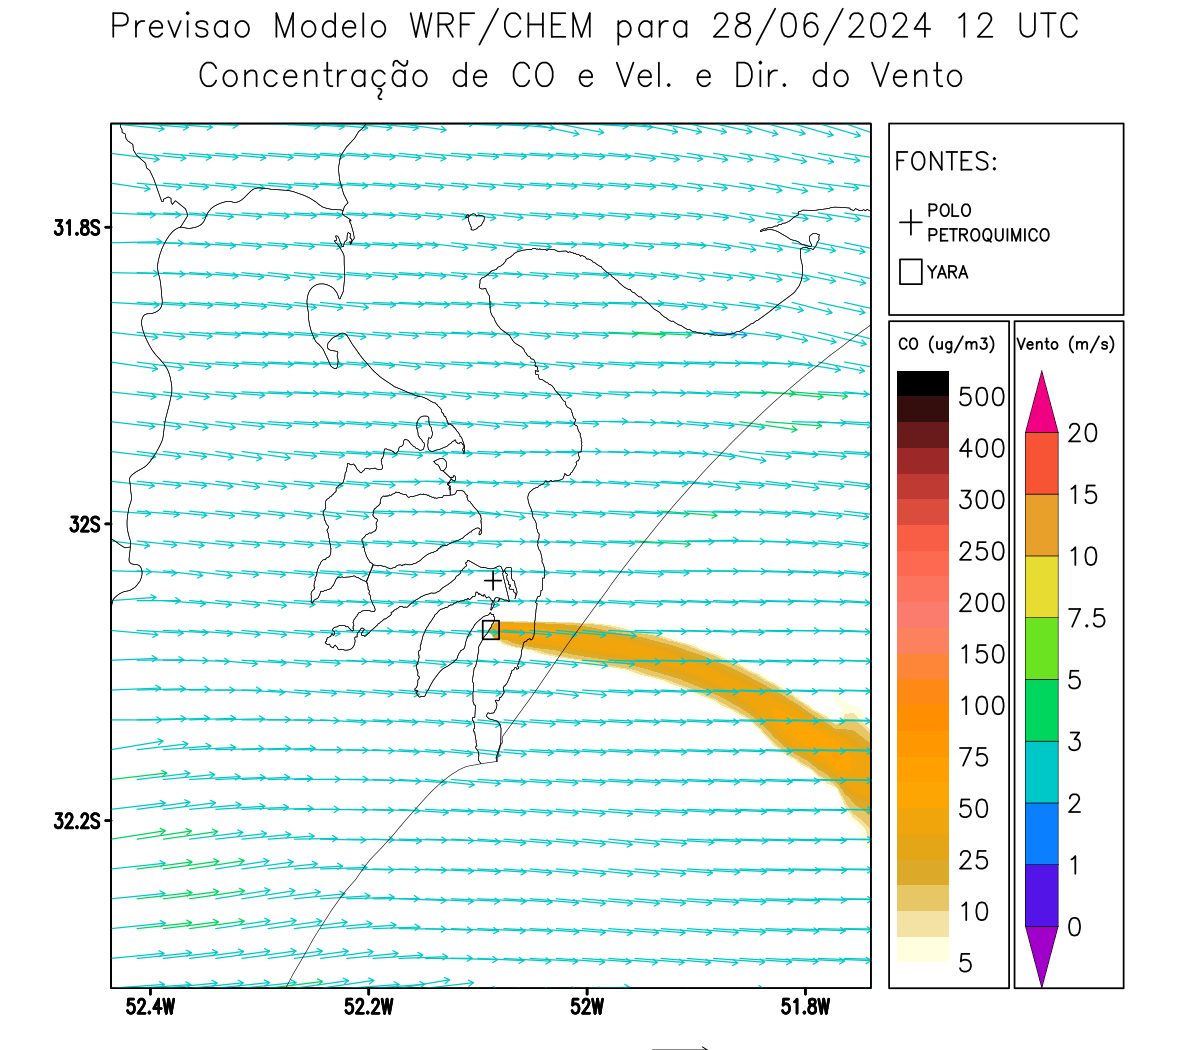 Previsao Modelo WRF/CHEM para 28/06/2024 12 UTC
Concentração de CO e Vel. e Dir. do Vento
FONTES:
POLO
PETROQUIMICO
YARA
31.8S
32S
32.2S
52.4W
52.2W
52W
51.8W
CO (ug/m3)
500
400
300
250
200
150
100
75
50
25
10
5
Vento (m/s)
20
15
10
7.5
5
3
2
1
0